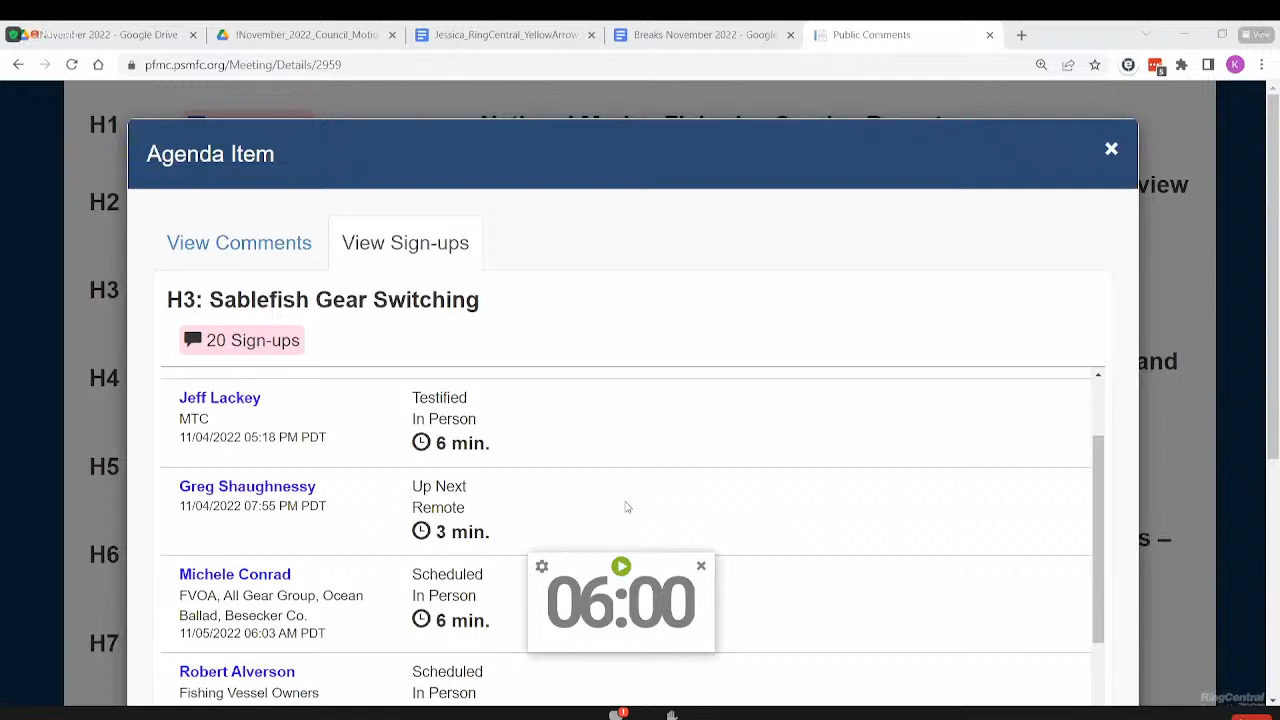 !November 2022 - Google Drive
!November_2022_Council_Motio
Jessica_RingCentral_YellowArrow
Breaks November 2022 - Google
Public Comments
View
pfmc.psmfc.org/Meeting/Details/2959
5
K
H1
Agenda Item
H2
view
View Comments
View Sign-ups
H3
H3: Sablefish Gear Switching
20 Sign-ups
H4
and
Jeff Lackey
Testified
MTC
In Person
11/04/2022 05:18 PM PDT
6 min.
H5
Greg Shaughnessy
Up Next
11/04/2022 07:55 PM PDT
Remote
3 min.
H6
s –
Michele Conrad
Scheduled
FVOA, All Gear Group, Ocean
In Person
Ballad, Besecker Co.
6 min.
11/05/2022 06:03 AM PDT
06:00
H7
Robert Alverson
Scheduled
Fishing Vessel Owners
In Person
RingCentral
1